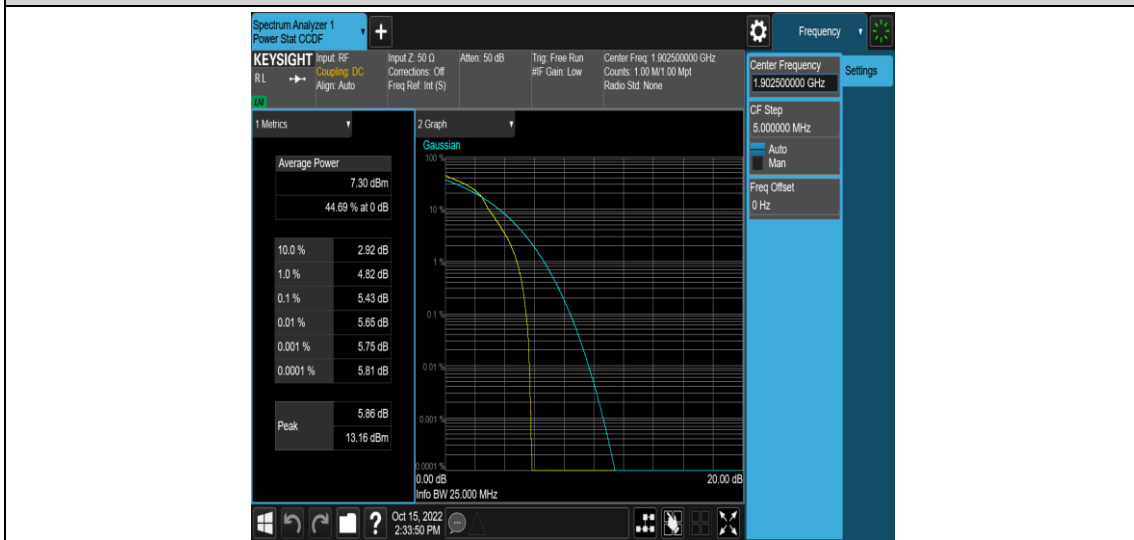 Spectrum Analyzer 1
Power Stat CCDF
+
Frequency
KEYSIGHT
RL
Input: RF
Coupling: DC
Align: Auto
Input Z: 50 Ω
Corrections: Off
Freq Ref: Int (S)
Atten: 50 dB
Trig: Free Run
#IF Gain: Low
Center Freq: 1.902500000 GHz
Counts: 1.00 M/1.00 Mpt
Radio Std: None
Center Frequency
1.902500000 GHz
Settings
CF Step
5.000000 MHz
Auto
Man
Freq Offset
0 Hz
1 Metrics
Average Power
7.30 dBm
44.69 % at 0 dB
10.0 % 2.92 dB
1.0 % 4.82 dB
0.1 % 5.43 dB
0.01 % 5.65 dB
0.001 % 5.75 dB
0.0001 % 5.81 dB
Peak
5.86 dB
13.16 dBm
2 Graph
Gaussian
100 %
10 %
1 %
0.1 %
0.01 %
0.001 %
0.0001 %
0.00 dB 20.00 dB
Info BW 25.000 MHz
?
Oct 15, 2022
2:33:50 PM